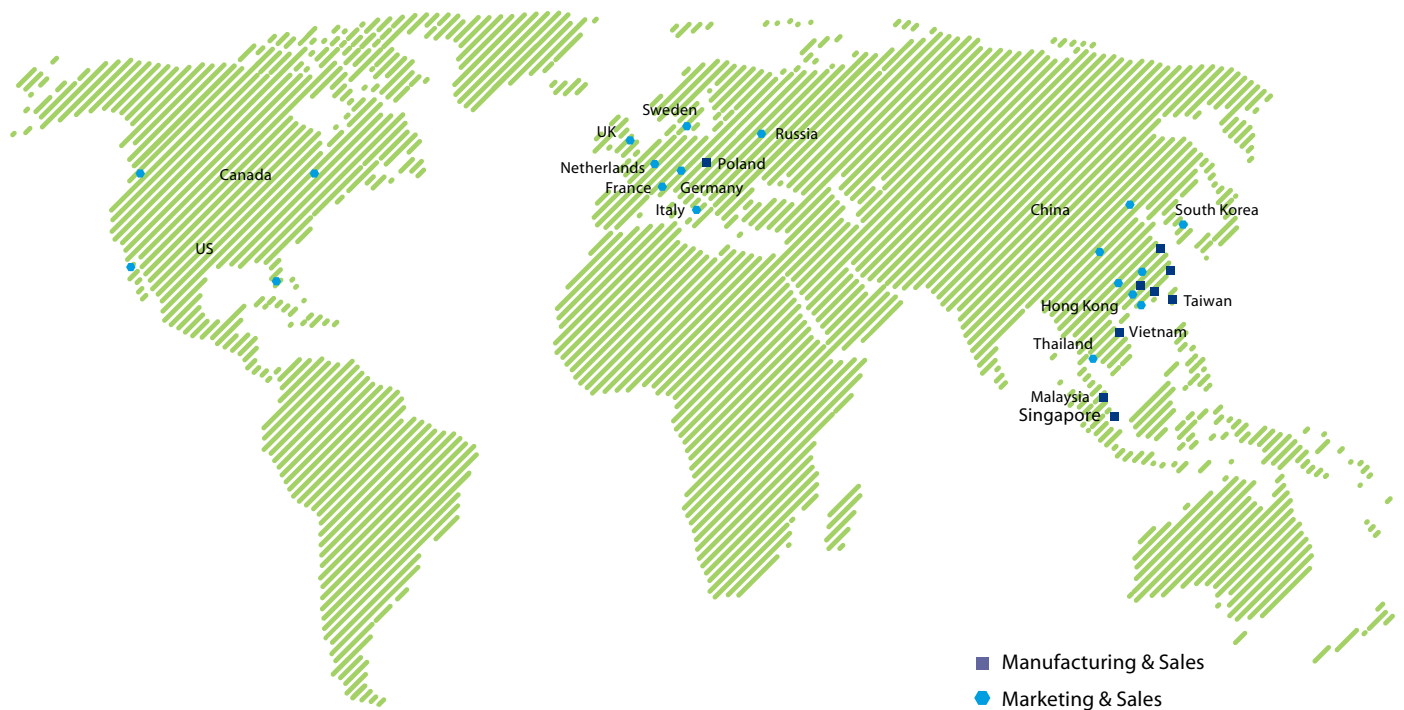 Sweden
UK
Russia
Netherlands
Poland
Canada
France
Germany
Italy
China
South Korea
US
Hong Kong
Taiwan
Vietnam
Thailand
Malaysia
Singapore
Manufacturing & Sales
Marketing & Sales